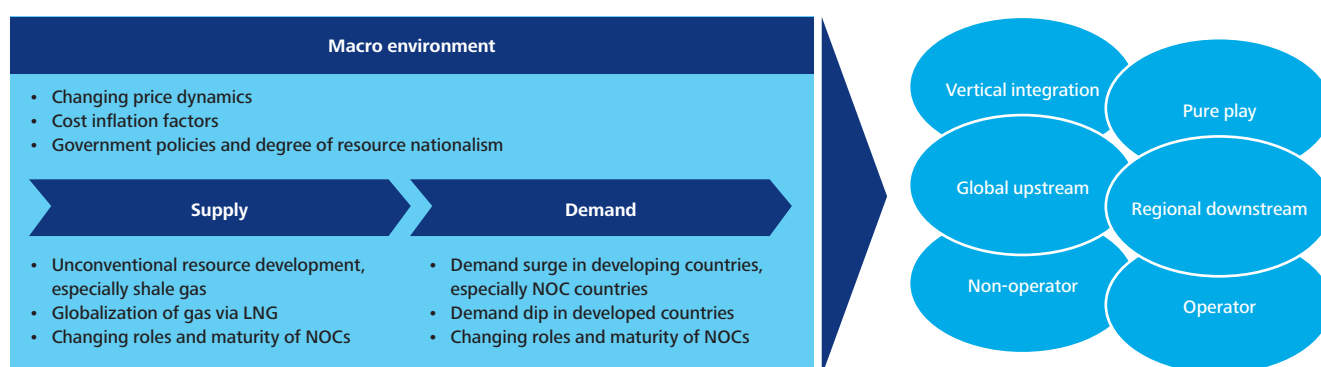 Macro environment
• Changing price dynamics
• Cost inflation factors
• Government policies and degree of resource nationalism
Supply
• Unconventional resource development,
especially shale gas
• Globalization of gas via LNG
• Changing roles and maturity of NOCs
Demand
• Demand surge in developing countries,
especially NOC countries
• Demand dip in developed countries
• Changing roles and maturity of NOCs
Vertical integration
Pure play
Global upstream
Regional downstream
Non-operator
Operator